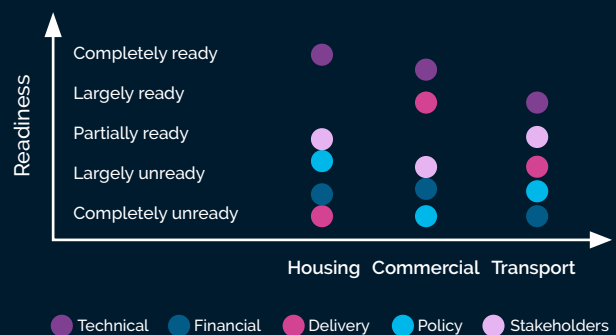 Readiness
Completely ready
Largely ready
Partially ready
Largely unready
Completely unready
Housing Commercial Transport
Technical Financial Delivery Policy Stakeholders